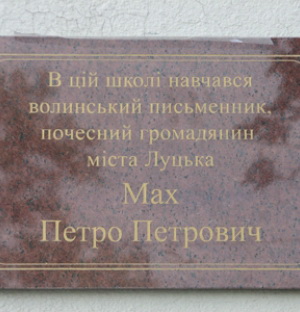 В цій школі навчався
волинський письменник,
почесний громадянин
міста Луцька
Мах
Петро Петрович